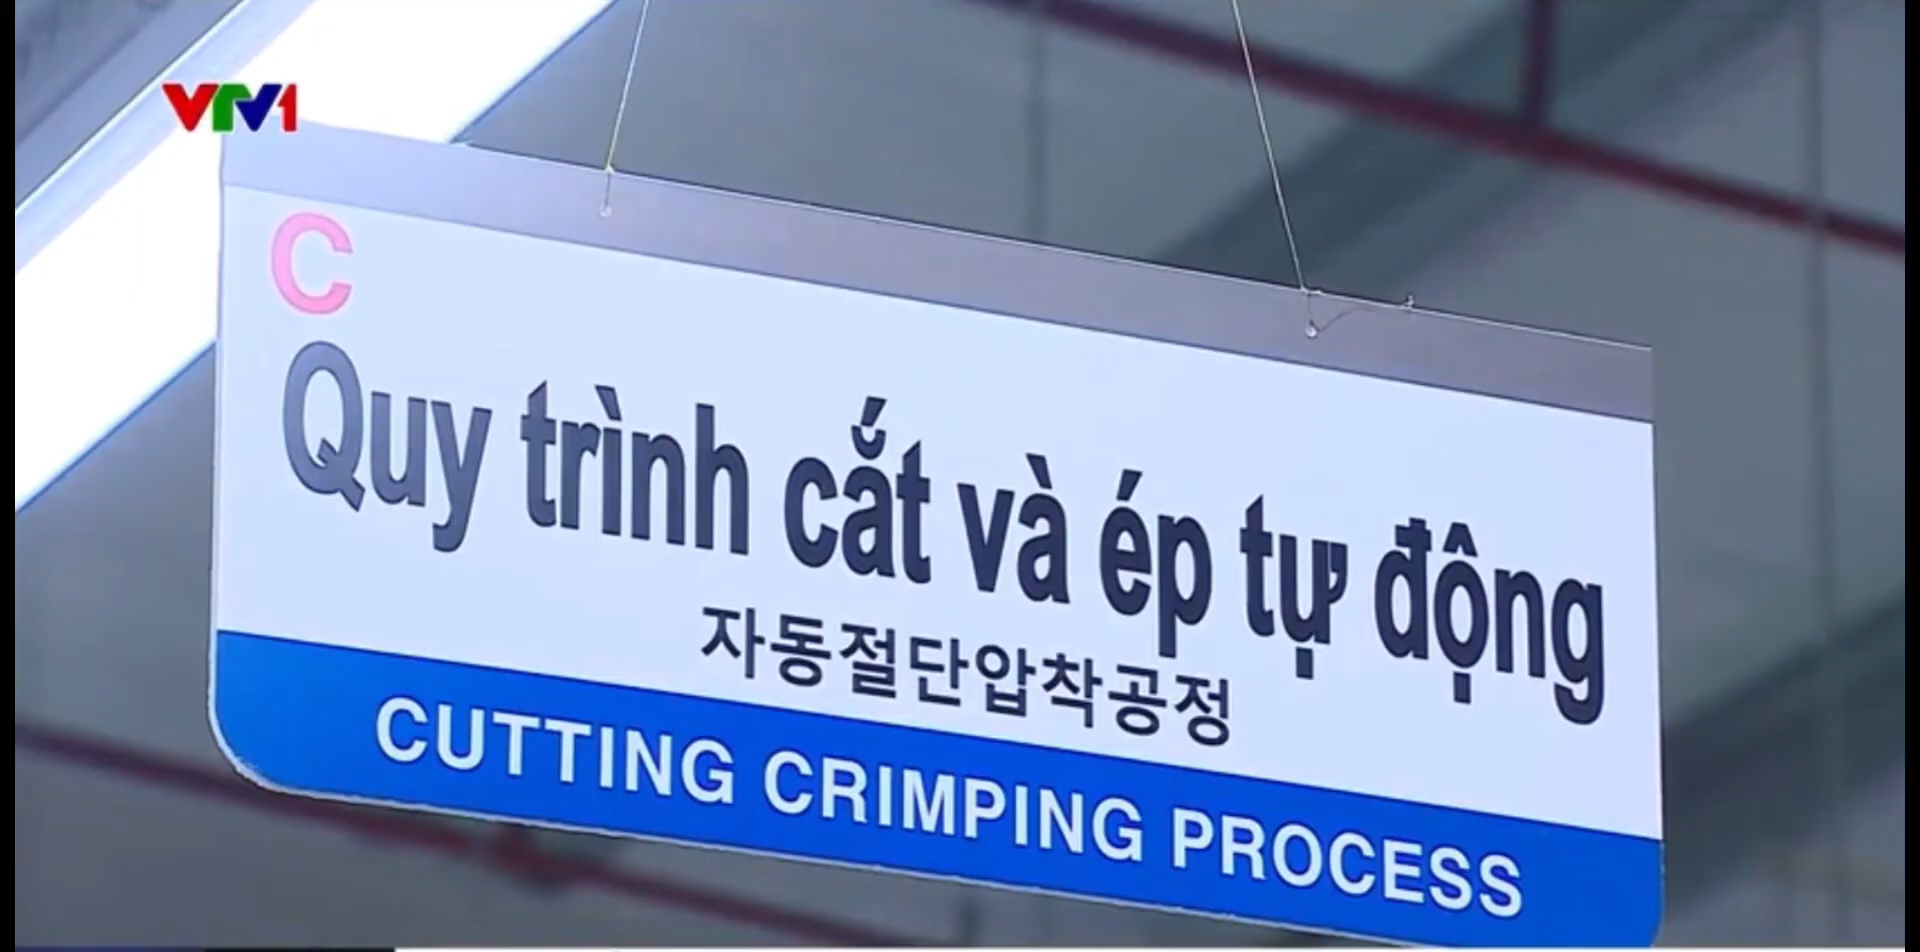 VTV1
C
Quy trình cắt và ép tự động
자동절단압착공정
CUTTING CRIMPING PROCESS